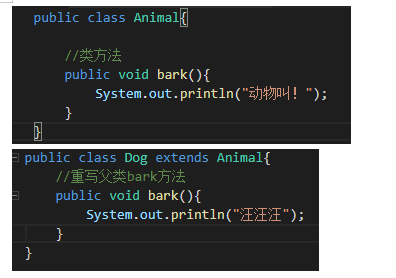 public class Animal{
//类方法
public void bark(){
System.out.println("动物叫! ");
}
}
public class Dog extends Animal{
//重写父类bark方法
public void bark(){
System.out.println("汪汪汪");
}
}